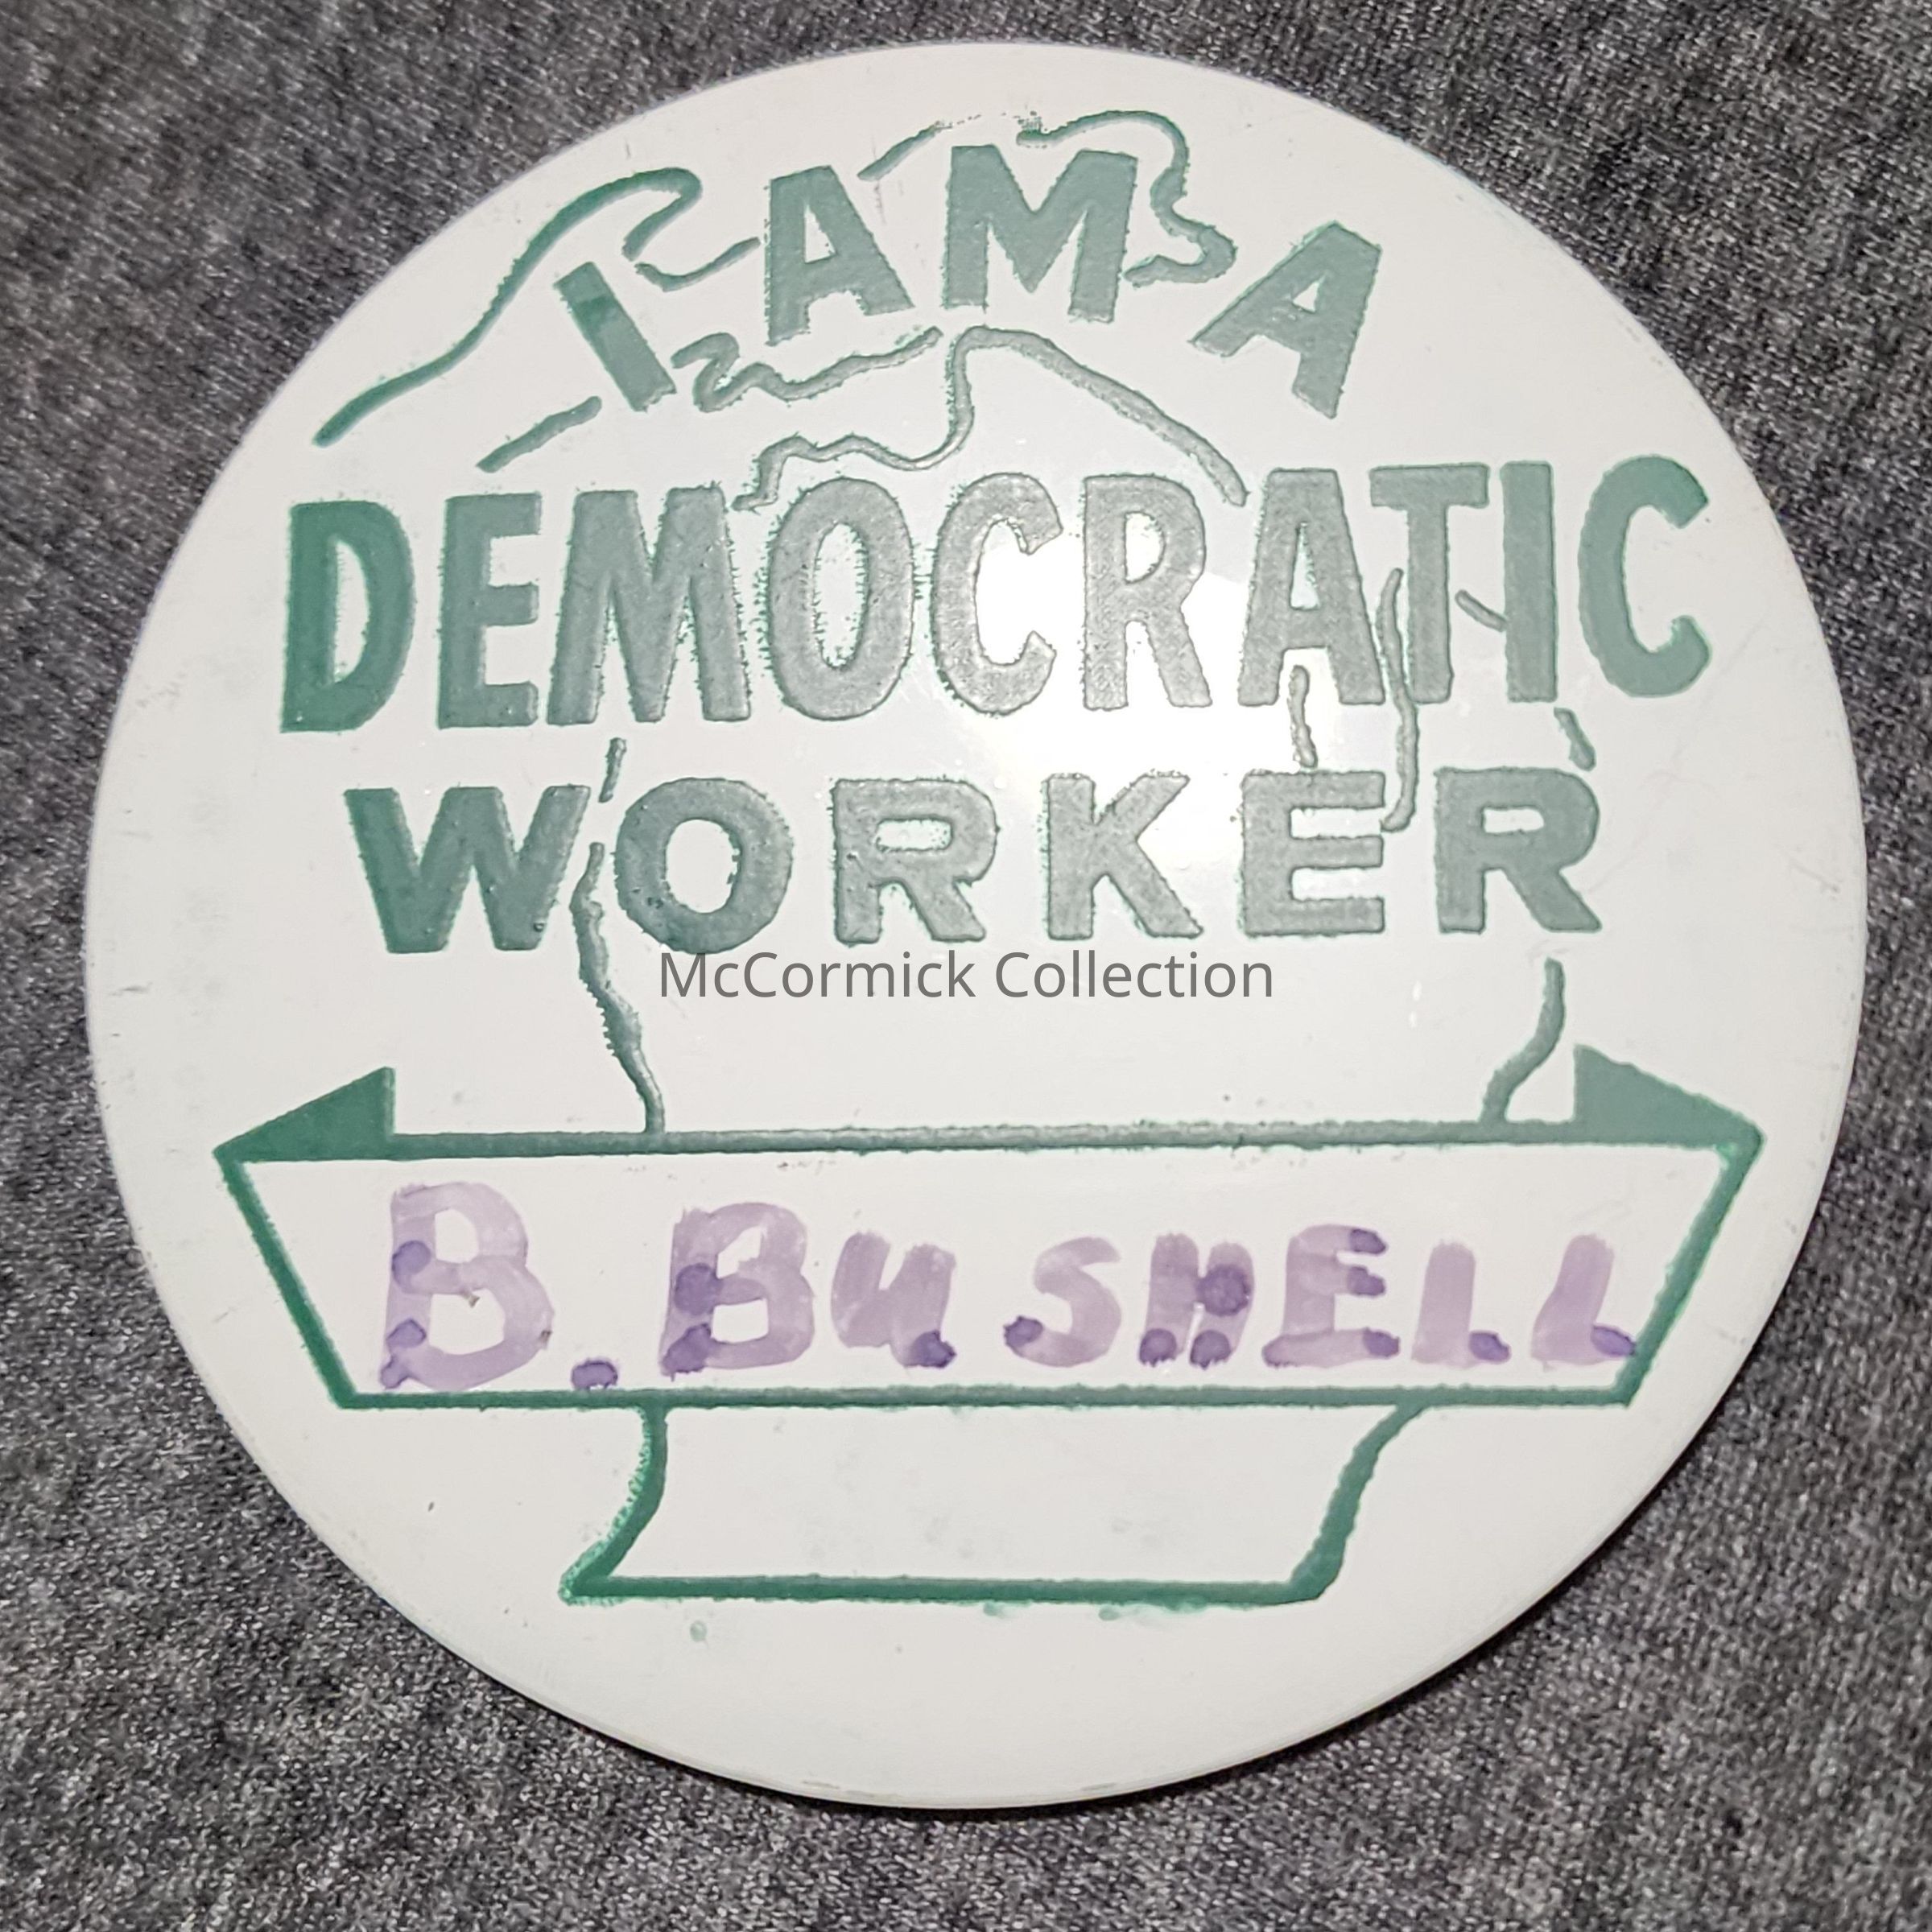 I AM A
DEMOCRATIC
WORKER
McCormick Collection
B. BUSHELL